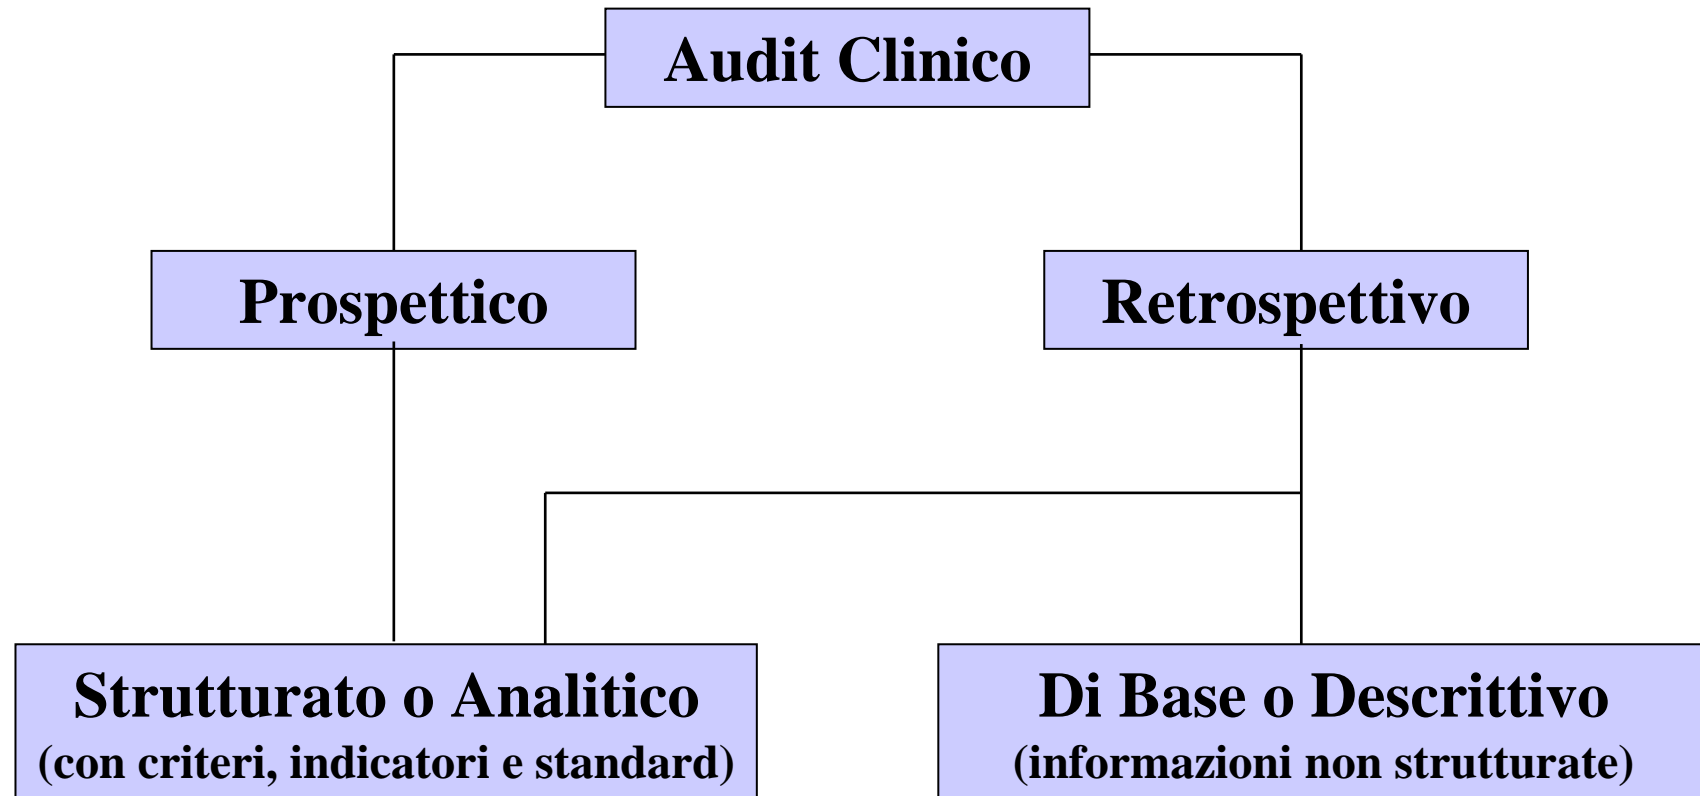 Audit Clinico
Prospettico
Retrospettivo
Strutturato o Analitico
(con criteri, indicatori e standard)
Di Base o Descrittivo
(informazioni non strutturate)